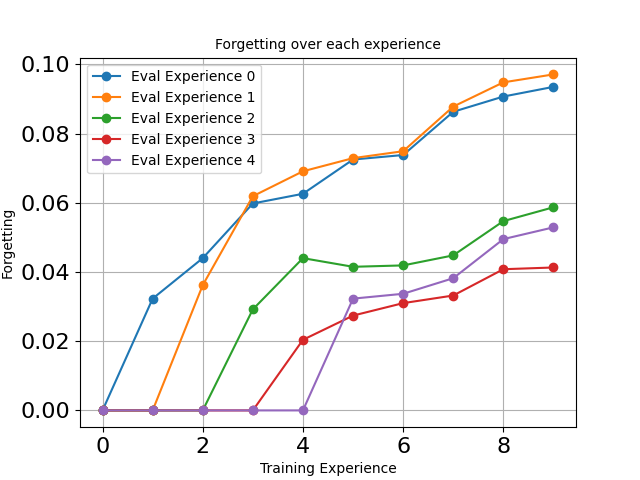 Forgetting over each experience
Forgetting
0.10
0.08
0.06
0.04
0.02
0.00
Eval Experience 0
Eval Experience 1
Eval Experience 2
Eval Experience 3
Eval Experience 4
0 2 4 6 8
Training Experience